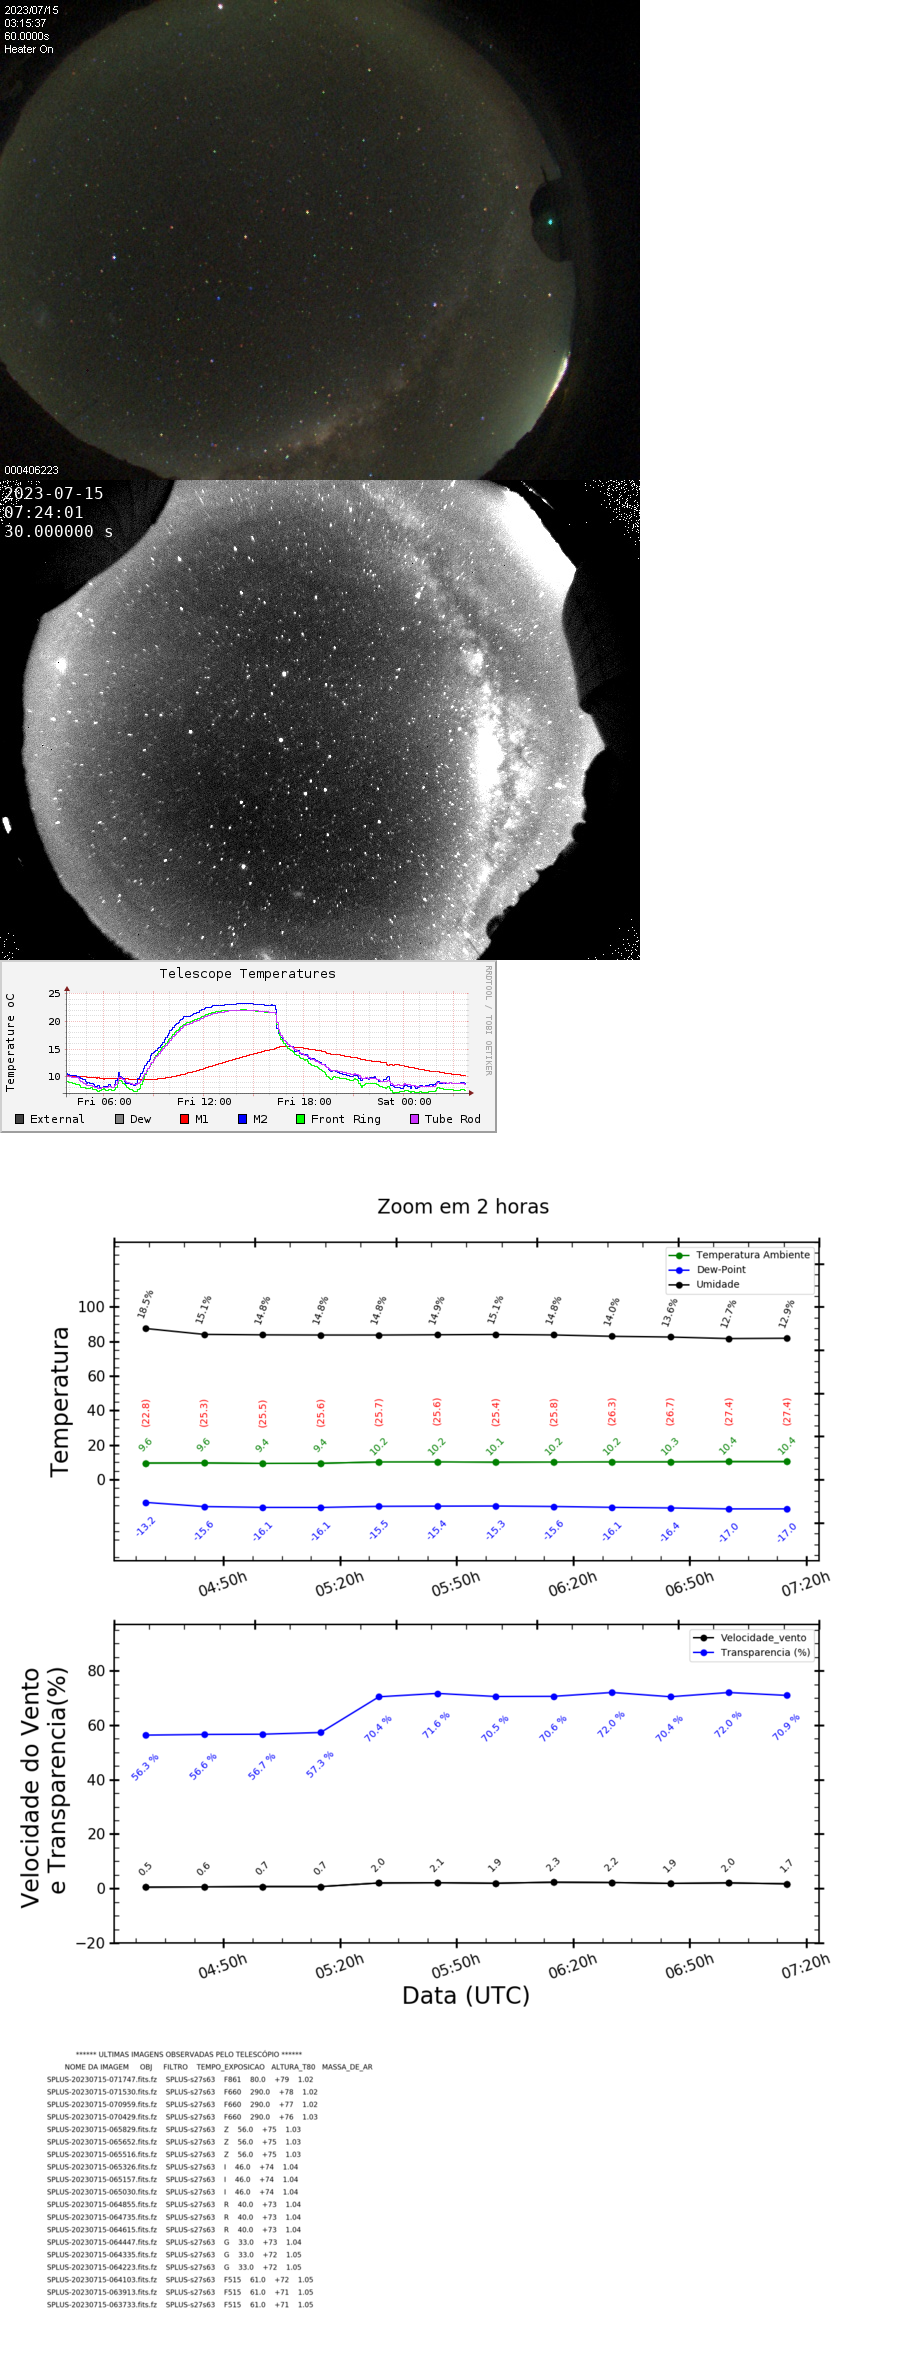 2023/07/15
03:15:37
60.0000s
Heater On
000406223
2023-07-15
07:24:01
30.000000 s
Telescope Temperatures
RRDTOOL / TOBI OETIKER
Temperature oC
25
20
15
10
Fri 06:00 Fri 12:00 Fri 18:00 Sat 00:00
External Dew M1 M2 Front Ring Tube Rod
Zoom em 2 horas
Temperatura Ambiente
Dew-Point
Umidade
Temperatura
100
80
60
40
20
0
18.5% 15.1% 14.8% 14.8% 14.8% 14.9% 15.1% 14.8% 14.0% 13.6% 12.7% 12.9%
(22.8) (25.3) (25.5) (25.6) (25.7) (25.6) (25.4) (25.8) (26.3) (26.7) (27.4) (27.4)
9.6 9.6 9.4 9.4 10.2 10.2 10.1 10.2 10.2 10.3 10.4 10.4
-13.2 -15.6 -16.1 -16.1 -15.5 -15.4 -15.3 -15.6 -16.1 -16.4 -17.0 -17.0
04:50h 05:20h 05:50h 06:20h 06:50h 07:20h
Velocidade_vento
Transparencia (%)
Velocidade do Vento
e Transparencia(%)
80
60
40
20
0
−20
56.3 % 56.6 % 56.7 % 57.3 % 70.4 % 71.6 % 70.5 % 70.6 % 72.0 % 70.4 % 72.0 % 70.9 %
0.5 0.6 0.7 0.7 2.0 2.1 1.9 2.3 2.2 1.9 2.0 1.7
04:50h 05:20h 05:50h 06:20h 06:50h 07:20h
Data (UTC)
****** ULTIMAS IMAGENS OBSERVADAS PELO TELESCÓPIO ******
NOME DA IMAGEM OBJ FILTRO TEMPO_EXPOSICAO ALTURA_T80 MASSA_DE_AR
SPLUS-20230715-071747.fits.fz SPLUS-s27s63 F861 80.0 +79 1.02
SPLUS-20230715-071530.fits.fz SPLUS-s27s63 F660 290.0 +78 1.02
SPLUS-20230715-070959.fits.fz SPLUS-s27s63 F660 290.0 +77 1.02
SPLUS-20230715-070429.fits.fz SPLUS-s27s63 F660 290.0 +76 1.03
SPLUS-20230715-065829.fits.fz SPLUS-s27s63 Z 56.0 +75 1.03
SPLUS-20230715-065652.fits.fz SPLUS-s27s63 Z 56.0 +75 1.03
SPLUS-20230715-065516.fits.fz SPLUS-s27s63 Z 56.0 +75 1.03
SPLUS-20230715-065326.fits.fz SPLUS-s27s63 I 46.0 +74 1.04
SPLUS-20230715-065157.fits.fz SPLUS-s27s63 I 46.0 +74 1.04
SPLUS-20230715-065030.fits.fz SPLUS-s27s63 I 46.0 +74 1.04
SPLUS-20230715-064855.fits.fz SPLUS-s27s63 R 40.0 +73 1.04
SPLUS-20230715-064735.fits.fz SPLUS-s27s63 R 40.0 +73 1.04
SPLUS-20230715-064615.fits.fz SPLUS-s27s63 R 40.0 +73 1.04
SPLUS-20230715-064447.fits.fz SPLUS-s27s63 G 33.0 +73 1.04
SPLUS-20230715-064335.fits.fz SPLUS-s27s63 G 33.0 +72 1.05
SPLUS-20230715-064223.fits.fz SPLUS-s27s63 G 33.0 +72 1.05
SPLUS-20230715-064103.fits.fz SPLUS-s27s63 F515 61.0 +72 1.05
SPLUS-20230715-063913.fits.fz SPLUS-s27s63 F515 61.0 +71 1.05
SPLUS-20230715-063733.fits.fz SPLUS-s27s63 F515 61.0 +71 1.05